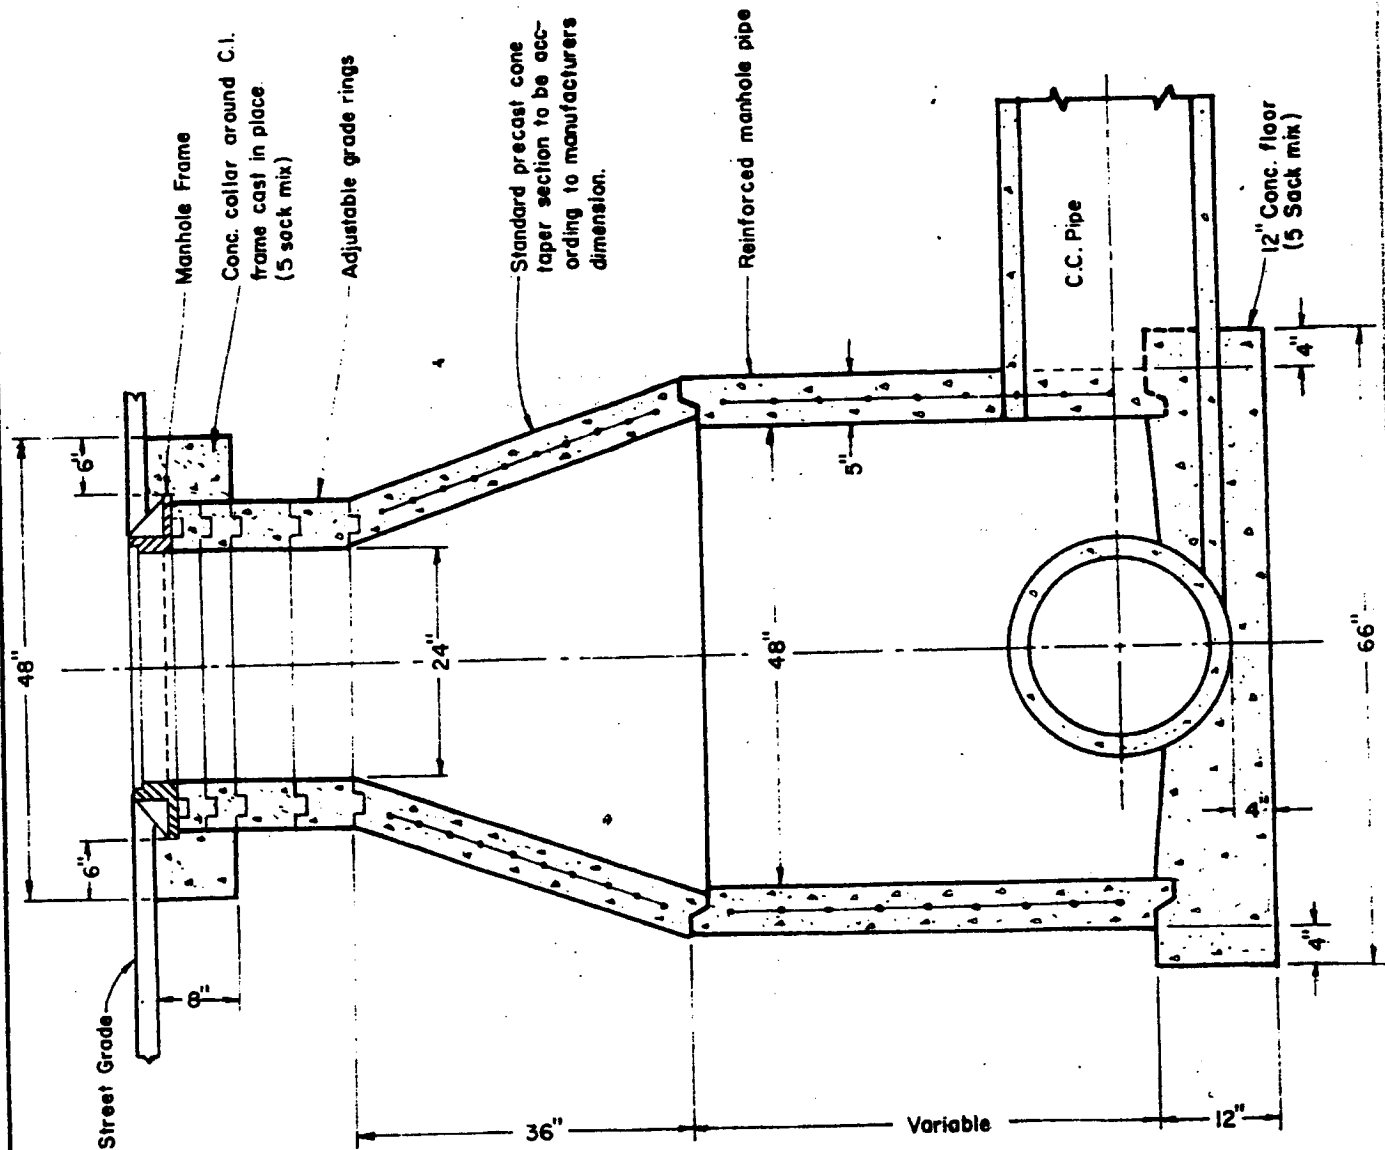 Manhole Frame
Conc. collar around C.I.
frame cast in place
(5 sack mix)
Adjustable grade rings
Standard precast cone
taper section to be acc-
ording to manufacturers
dimension.
Reinforced manhole pipe
C.C. Pipe
12" Conc. floor
(5 Sack mix)
Street Grade
48"
6"
6"
8"
24"
36"
48"
5"
Variable
12"
4"
4"
4"
66"